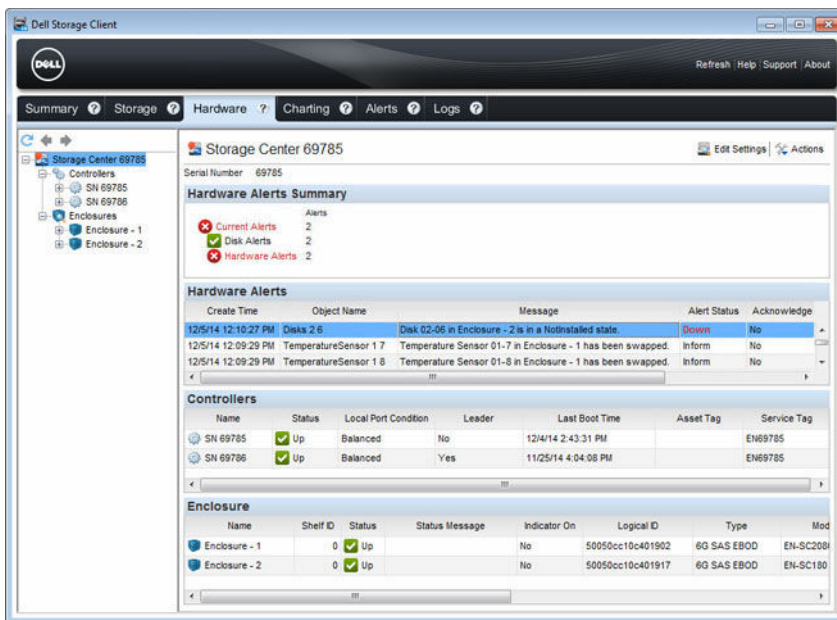 Dell Storage Client
DELL
Refresh Help Support About
Summary ? Storage ? Hardware ? Charting ? Alerts ? Logs ?
Storage Center 69785
Controllers
SN 69785
SN 69786
Enclosures
Enclosure - 1
Enclosure - 2
Storage Center 69785
Edit Settings Actions
Serial Number 69785
Hardware Alerts Summary
Alerts
Current Alerts 2
Disk Alerts 2
Hardware Alerts 2
Hardware Alerts
Create Time Object Name Message Alert Status Acknowledge
12/5/14 12:10:27 PM Disks 2 6 Disk 02-06 in Enclosure - 2 is in a NotInstalled state. Down No
12/5/14 12:09:29 PM TemperatureSensor 1 7 Temperature Sensor 01-7 in Enclosure - 1 has been swapped. Inform No
12/5/14 12:09:29 PM TemperatureSensor 1 8 Temperature Sensor 01-8 in Enclosure - 1 has been swapped. Inform No
Controllers
Name Status Local Port Condition Leader Last Boot Time Asset Tag Service Tag
SN 69785 Up Balanced No 12/4/14 2:43:31 PM EN69785
SN 69786 Up Balanced Yes 11/25/14 4:04:08 PM EN69785
Enclosure
Name Shelf ID Status Status Message Indicator On Logical ID Type Mod
Enclosure - 1 0 Up No 50050cc10c401902 6G SAS EBOD EN-SC208
Enclosure - 2 0 Up No 50050cc10c401917 6G SAS EBOD EN-SC180